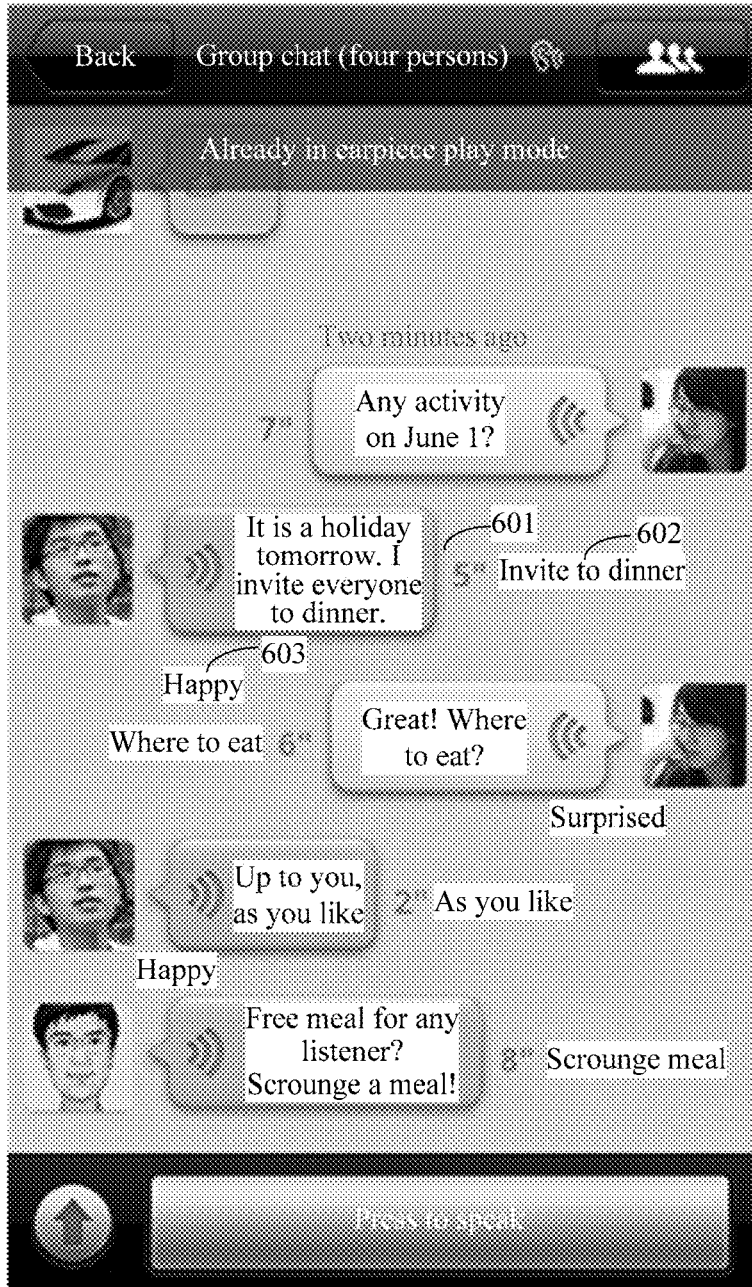 Back Group chat (four persons)
Already in earpiece play mode
Two minutes ago
Any activity
7" on June 1?
It is a holiday 601 602
tomorrow. I
invite everyone 5" Invite to dinner
to dinner.
603
Happy
Great! Where
Where to eat 6" to eat?
Surprised
Up to you,
as you like 2" As you like
Happy
Free meal for any
listener? 8" Scrounge meal
Scrounge a meal!
Press to speak